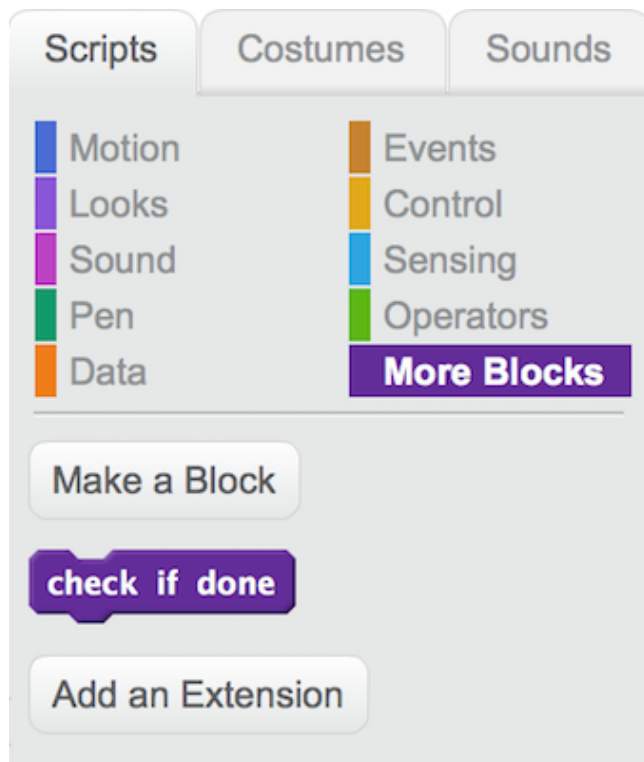 Scripts Costumes Sounds
Motion Events
Looks Control
Sound Sensing
Pen Operators
Data More Blocks
Make a Block
check if done
Add an Extension